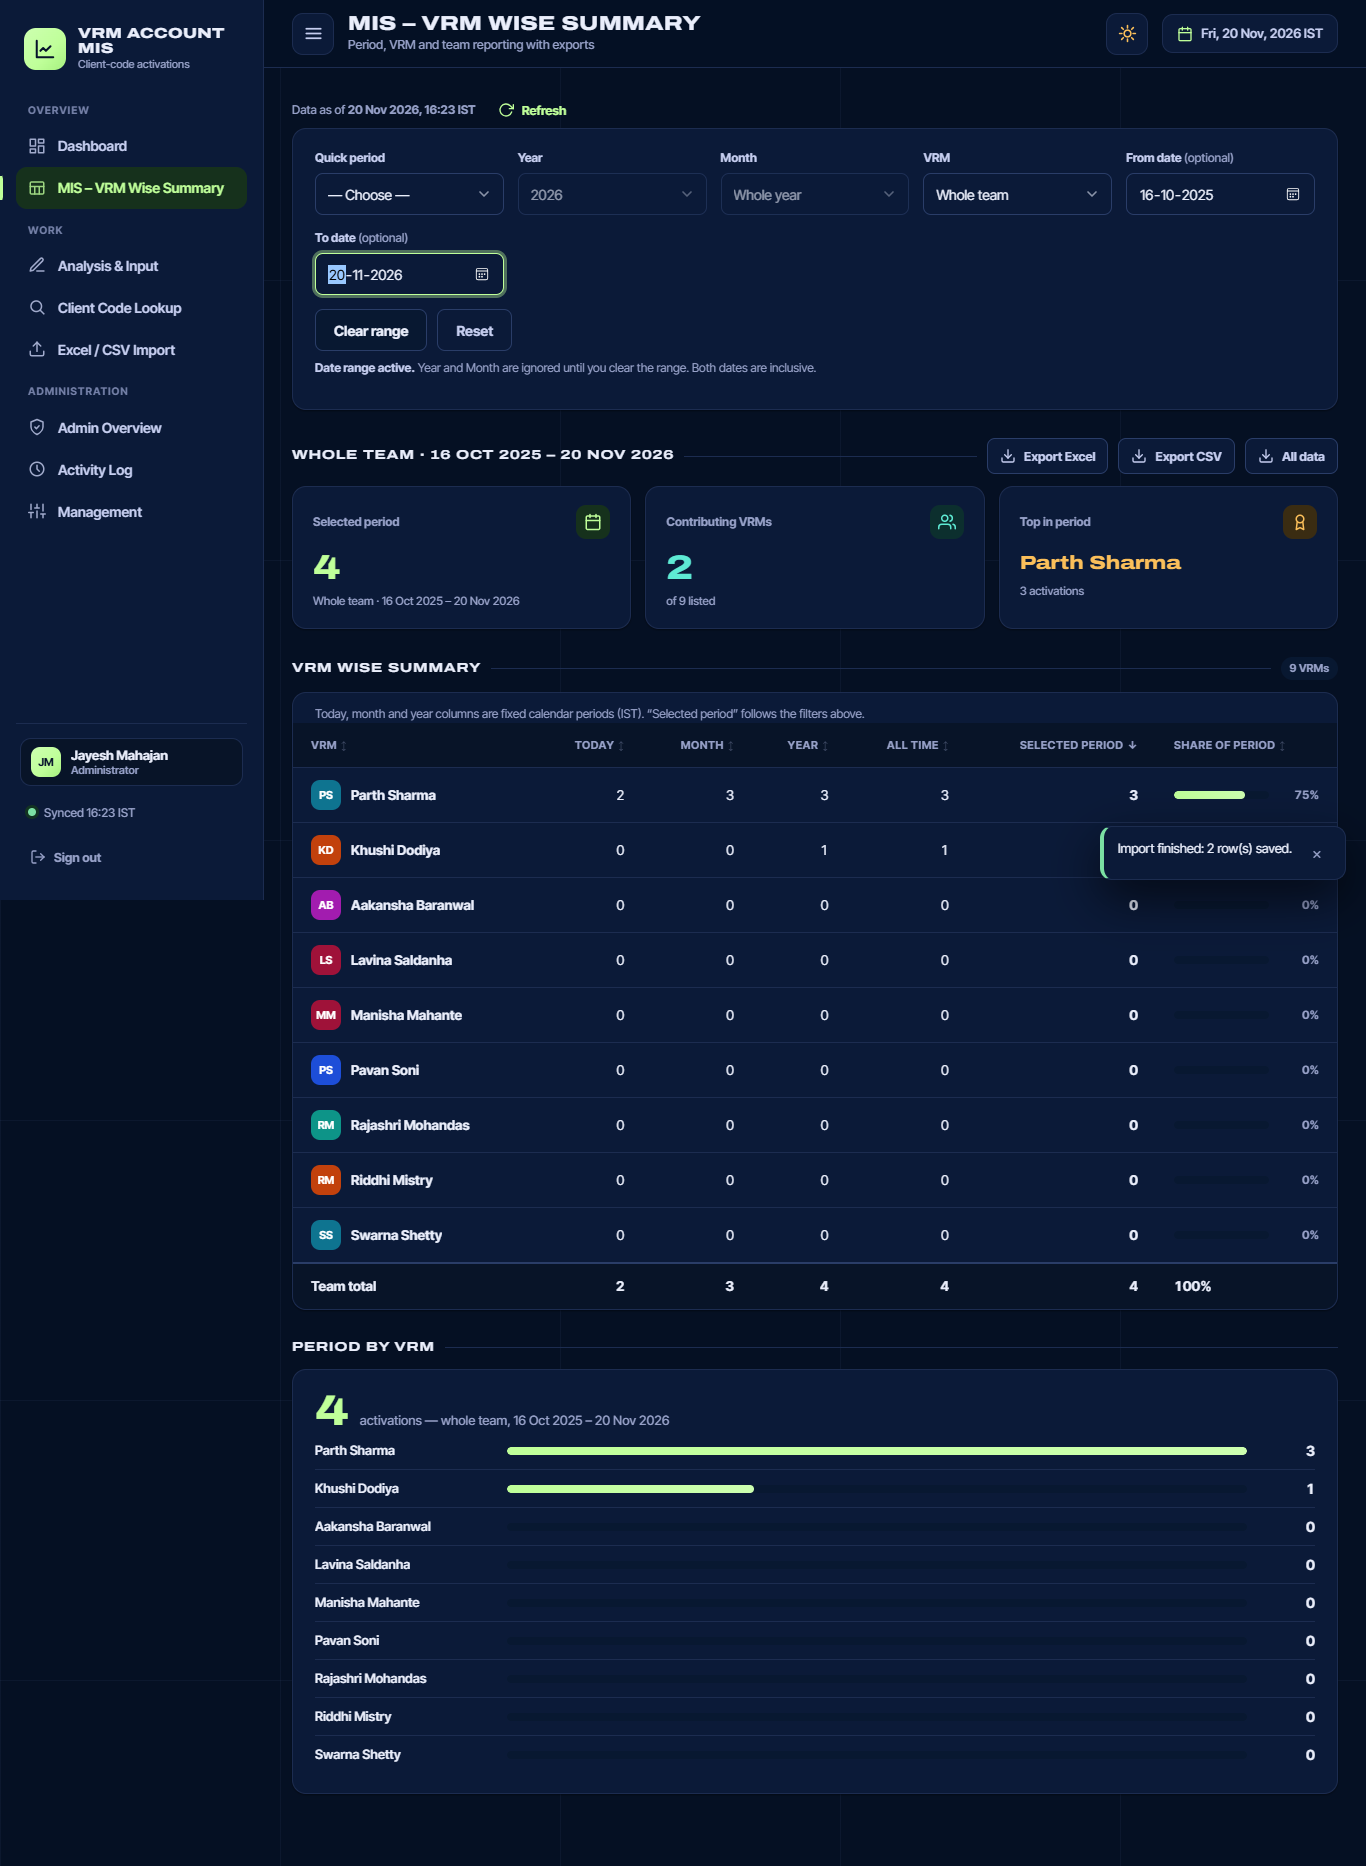 VRM ACCOUNT
MIS
Client-code activations
OVERVIEW
Dashboard
MIS – VRM Wise Summary
WORK
Analysis & Input
Client Code Lookup
Excel / CSV Import
ADMINISTRATION
Admin Overview
Activity Log
Management
JM
Jayesh Mahajan
Administrator
Synced 16:23 IST
Sign out
MIS – VRM WISE SUMMARY
Period, VRM and team reporting with exports
Fri, 20 Nov, 2026 IST
Data as of 20 Nov 2026, 16:23 IST
Refresh
Quick period Year Month VRM From date (optional)
— Choose — 2026 Whole year Whole team 16-10-2025
To date (optional)
20-11-2026
Clear range Reset
Date range active. Year and Month are ignored until you clear the range. Both dates are inclusive.
WHOLE TEAM · 16 OCT 2025 – 20 NOV 2026
Export Excel Export CSV All data
Selected period
4
Whole team · 16 Oct 2025 – 20 Nov 2026
Contributing VRMs
2
of 9 listed
Top in period
Parth Sharma
3 activations
VRM WISE SUMMARY
9 VRMs
Today, month and year columns are fixed calendar periods (IST). “Selected period” follows the filters above.
VRM TODAY MONTH YEAR ALL TIME SELECTED PERIOD ↓ SHARE OF PERIOD
PS Parth Sharma 2 3 3 3 3 75%
KD Khushi Dodiya 0 0 1 1
Import finished: 2 row(s) saved. ×
AB Aakansha Baranwal 0 0 0 0 0 0%
LS Lavina Saldanha 0 0 0 0 0 0%
MM Manisha Mahante 0 0 0 0 0 0%
PS Pavan Soni 0 0 0 0 0 0%
RM Rajashri Mohandas 0 0 0 0 0 0%
RM Riddhi Mistry 0 0 0 0 0 0%
SS Swarna Shetty 0 0 0 0 0 0%
Team total 2 3 4 4 4 100%
PERIOD BY VRM
4 activations — whole team, 16 Oct 2025 – 20 Nov 2026
Parth Sharma 3
Khushi Dodiya 1
Aakansha Baranwal 0
Lavina Saldanha 0
Manisha Mahante 0
Pavan Soni 0
Rajashri Mohandas 0
Riddhi Mistry 0
Swarna Shetty 0